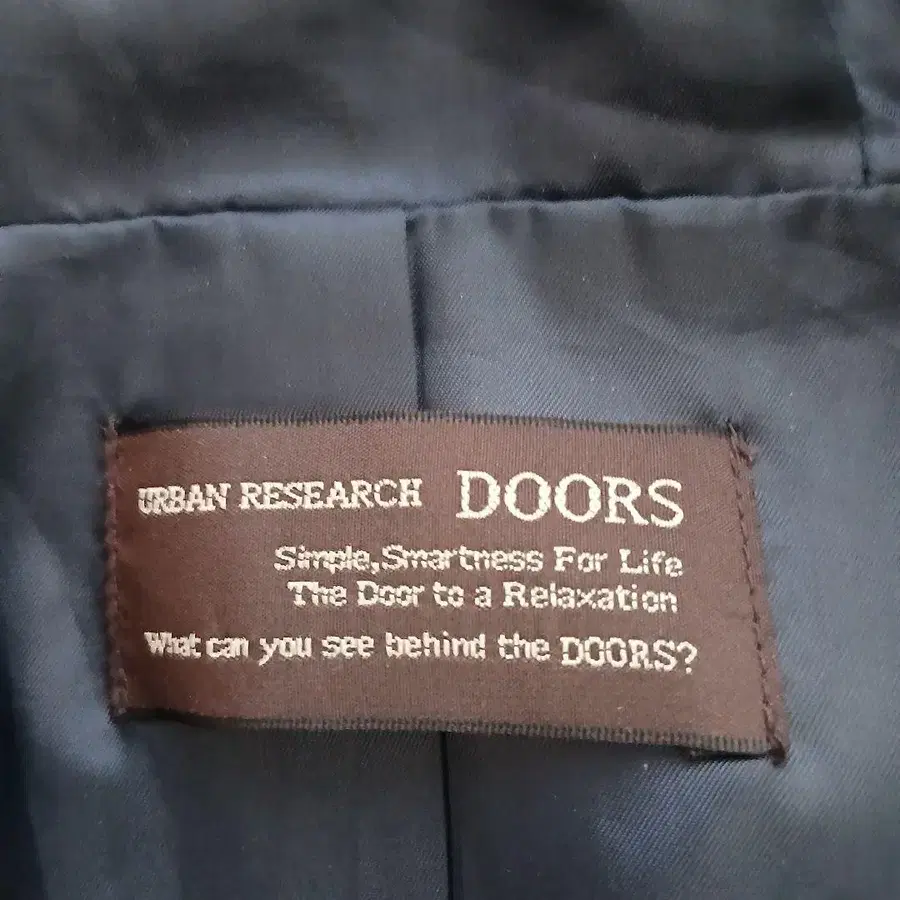 URBAN RESEARCH DOORS
Simple,Smartness For Life
The Door to a Relaxation
What can you see behind the DOORS?